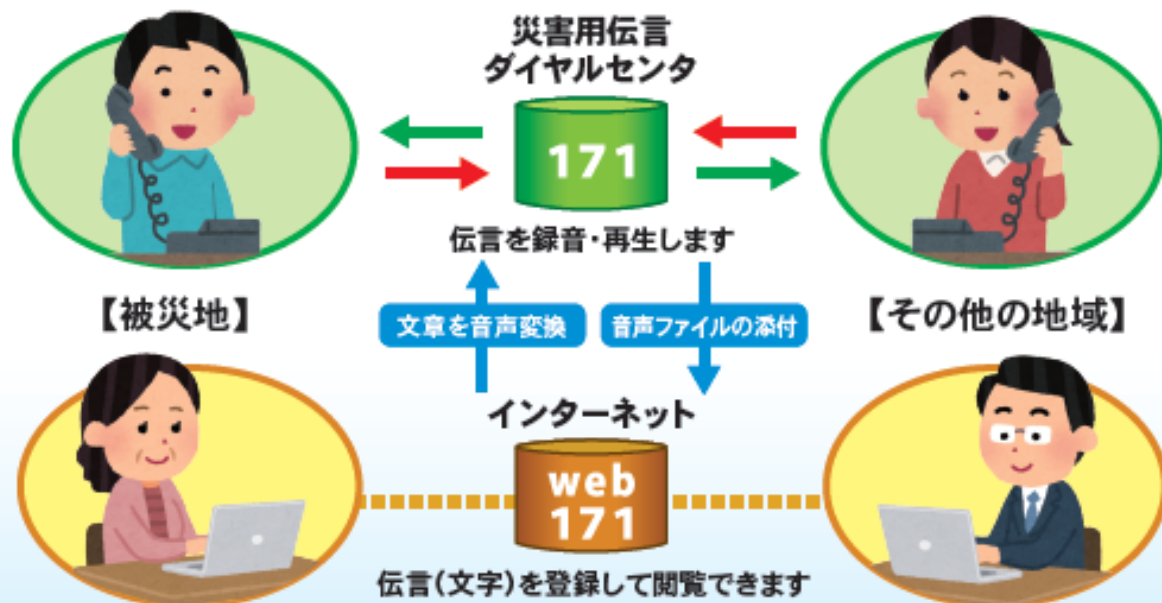 災害用伝言
ダイヤルセンタ
171
伝言を録音・再生します
【被災地】
文章を音声変換
音声ファイルの添付
【その他の地域】
インターネット
web
171
伝言(文字)を登録して閲覧できます